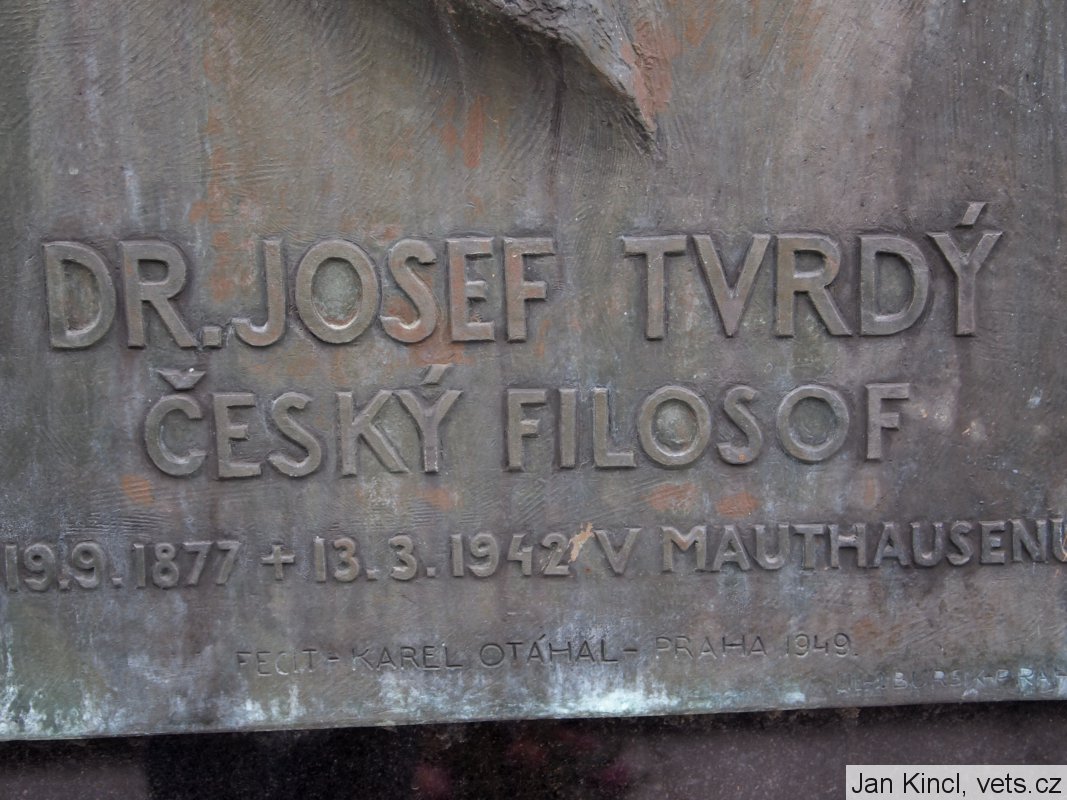 DR. JOSEF TVRDÝ
ČESKÝ FILOSOF
19.9.1877 + 13.3.1942 V MAUTHAUSENU
FECIT - KAREL OTÁHAL - PRAHA 1949.
Jan Kincl, vets.cz